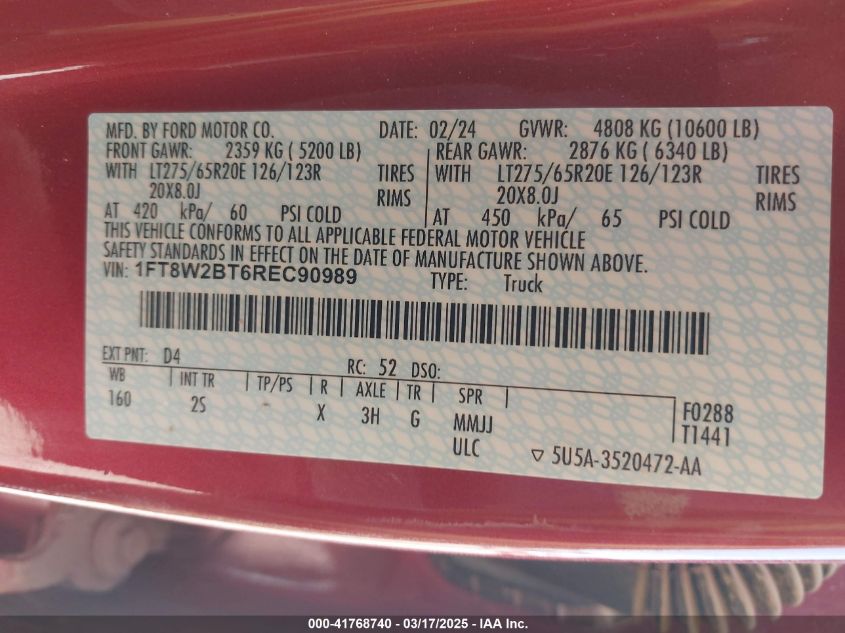 MFD. BY FORD MOTOR CO. DATE: 02/24 GVWR: 4808 KG (10600 LB)
FRONT GAWR: 2359 KG ( 5200 LB) REAR GAWR: 2876 KG ( 6340 LB)
WITH LT275/65R20E 126/123R TIRES WITH LT275/65R20E 126/123R TIRES
20X8.0J RIMS 20X8.0J RIMS
AT 420 kPa/ 60 PSI COLD AT 450 kPa/ 65 PSI COLD
THIS VEHICLE CONFORMS TO ALL APPLICABLE FEDERAL MOTOR VEHICLE
SAFETY STANDARDS IN EFFECT ON THE DATE OF MANUFACTURE SHOWN ABOVE.
VIN: 1FT8W2BT6REC90989 TYPE: Truck
EXT PNT: D4 RC: 52 DSO:
WB INT TR TP/PS R AXLE TR SPR
160 2S - X 3H G MMJJ F0288
ULC T1441
▽ 5U5A-3520472-AA
000-41768740 - 03/17/2025 - IAA Inc.